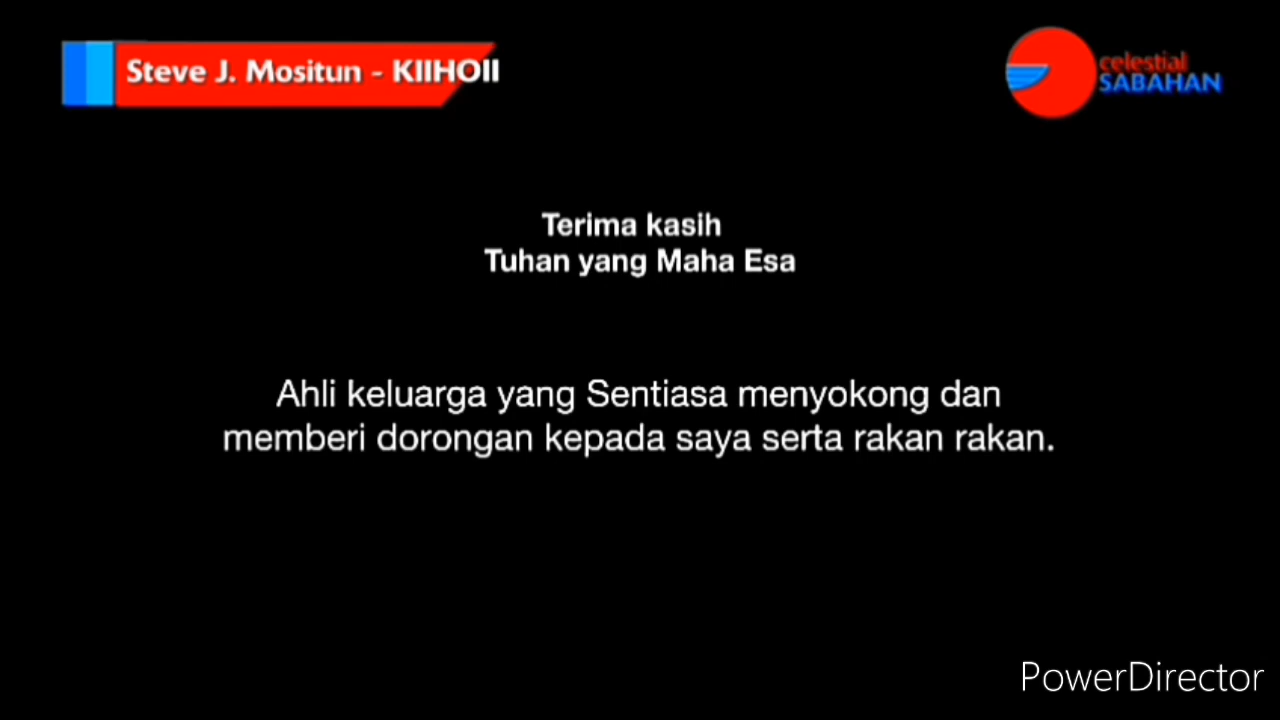 Steve J. Mositun - KIIHOII
celestial
SABAHAN
Terima kasih
Tuhan yang Maha Esa
Ahli keluarga yang Sentiasa menyokong dan
memberi dorongan kepada saya serta rakan rakan.
PowerDirector